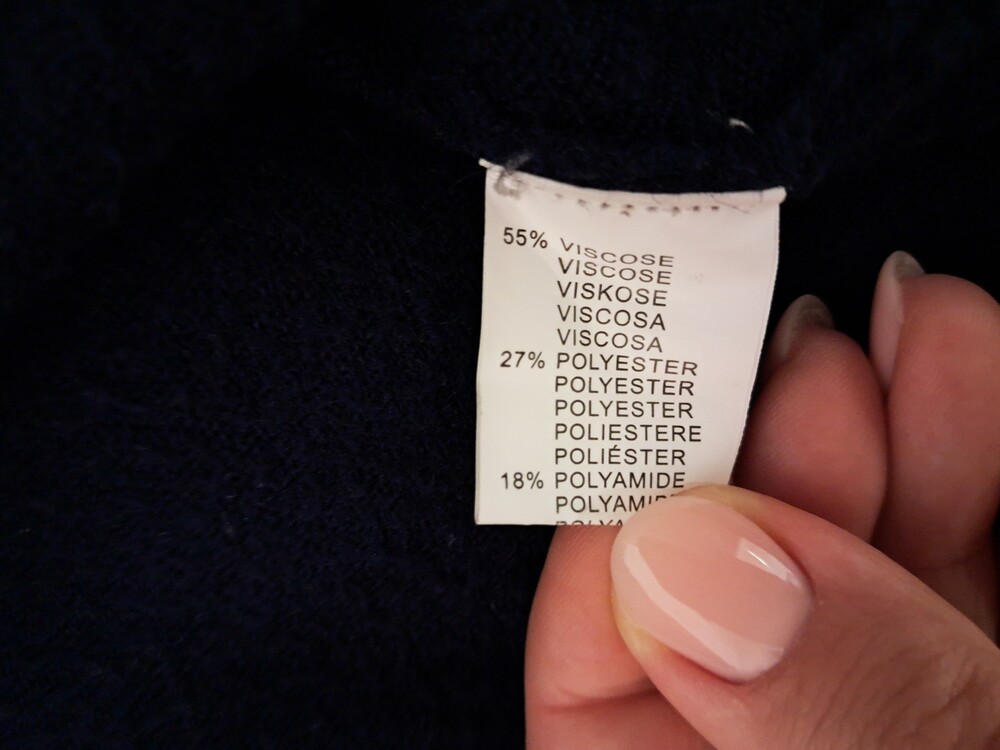 55% VISCOSE
VISCOSE
VISKOSE
VISCOSA
VISCOSA
27% POLYESTER
POLYESTER
POLYESTER
POLIESTERE
POLIÉSTER
18% POLYAMIDE